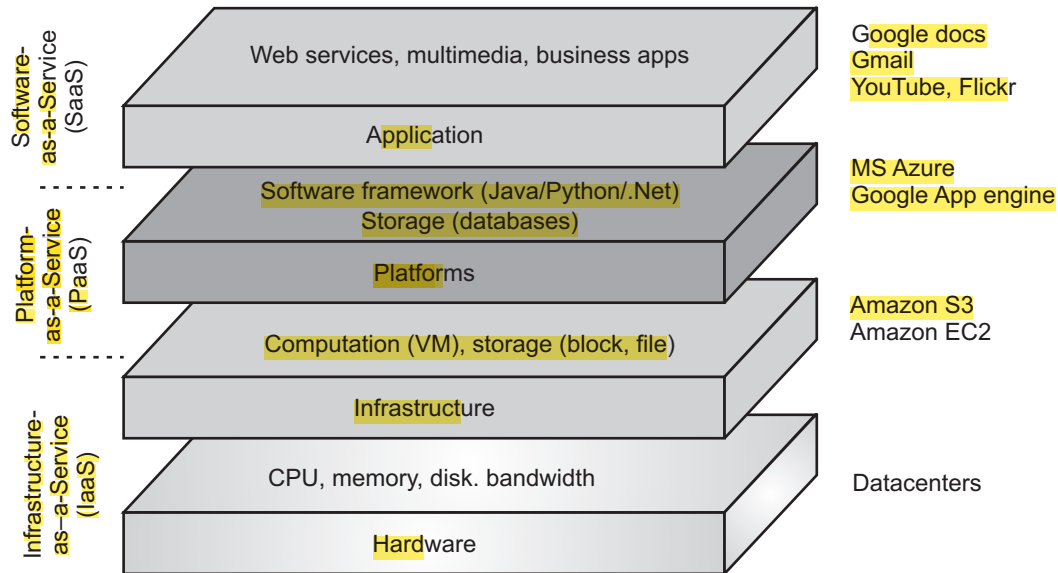 Software-
as-a-Service
(SaaS)
Web services, multimedia, business apps
Application
Google docs
Gmail
YouTube, Flickr
Platform-
as-a-Service
(PaaS)
Software framework (Java/Python/.Net)
Storage (databases)
Platforms
MS Azure
Google App engine
Computation (VM), storage (block, file)
Infrastructure
Amazon S3
Amazon EC2
Infrastructure-
as–a-Service
(IaaS)
CPU, memory, disk. bandwidth
Hardware
Datacenters